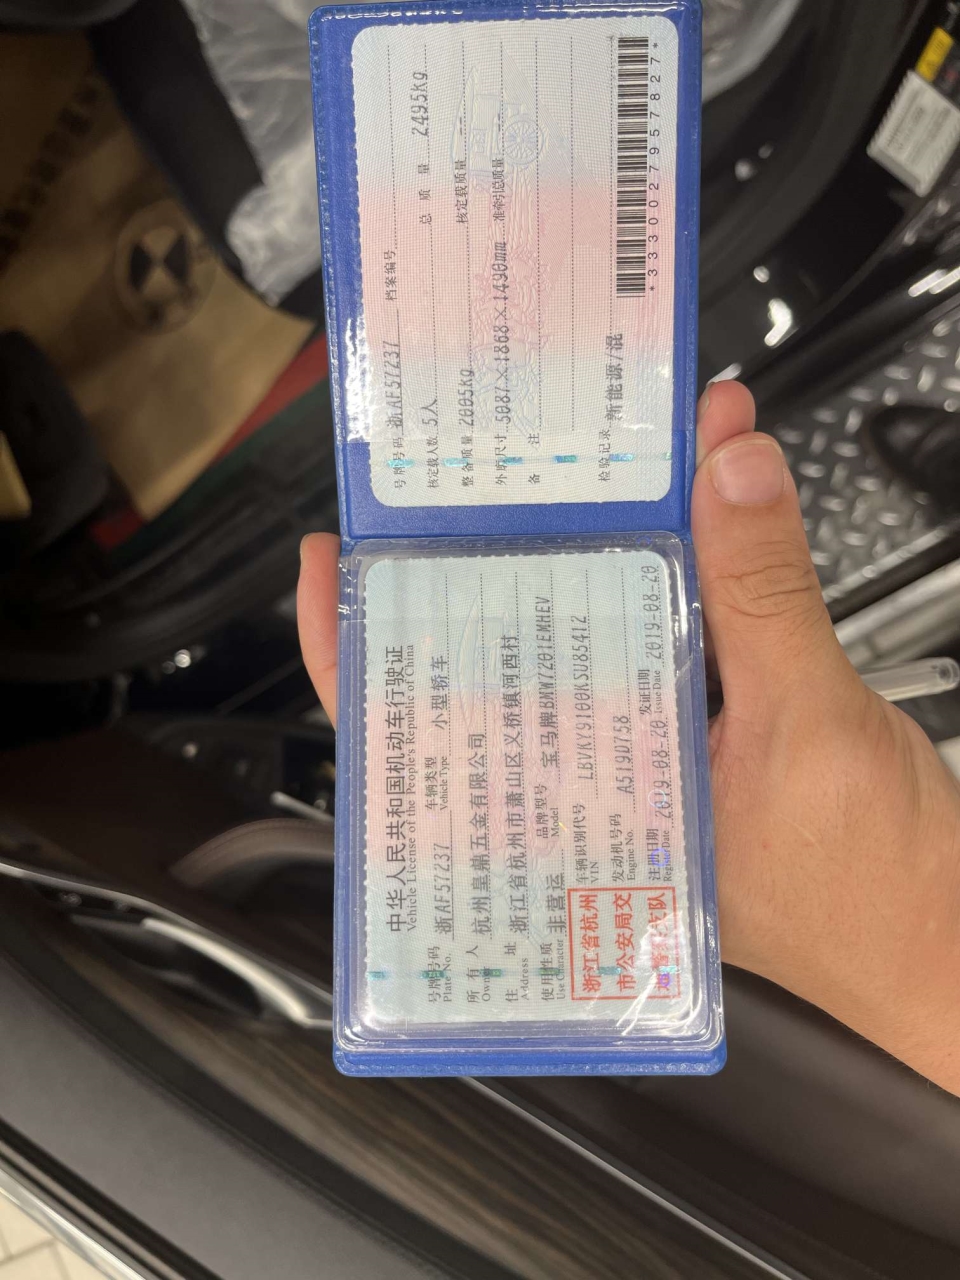 中华人民共和国机动车行驶证
Vehicle License of the People's Republic of China
号牌号码 浙AF57237 车辆类型 小型轿车
Plate No. Vehicle Type
所有人 杭州皇鼎五金有限公司
Owner
住址 浙江省杭州市萧山区义桥镇河西村
Address
使用性质 非营运 品牌型号 宝马牌BMW7201EMHEV
Use Character Model
浙江省杭州
市公安局交
通警察支队
车辆识别代号 LBVKY9100KSU85412
VIN
发动机号码 A519D758
Engine No.
注册日期 2019-08-20 发证日期 2019-08-20
Register Date Issue Date
号牌号码 浙AF57237 档案编号
核定载人数 5人 总质量 2495kg
整备质量 2005kg 核定载质量
外廓尺寸 5087×1868×1490mm 准牵引总质量
备注
检验记录 新能源/混
*3330027957827*